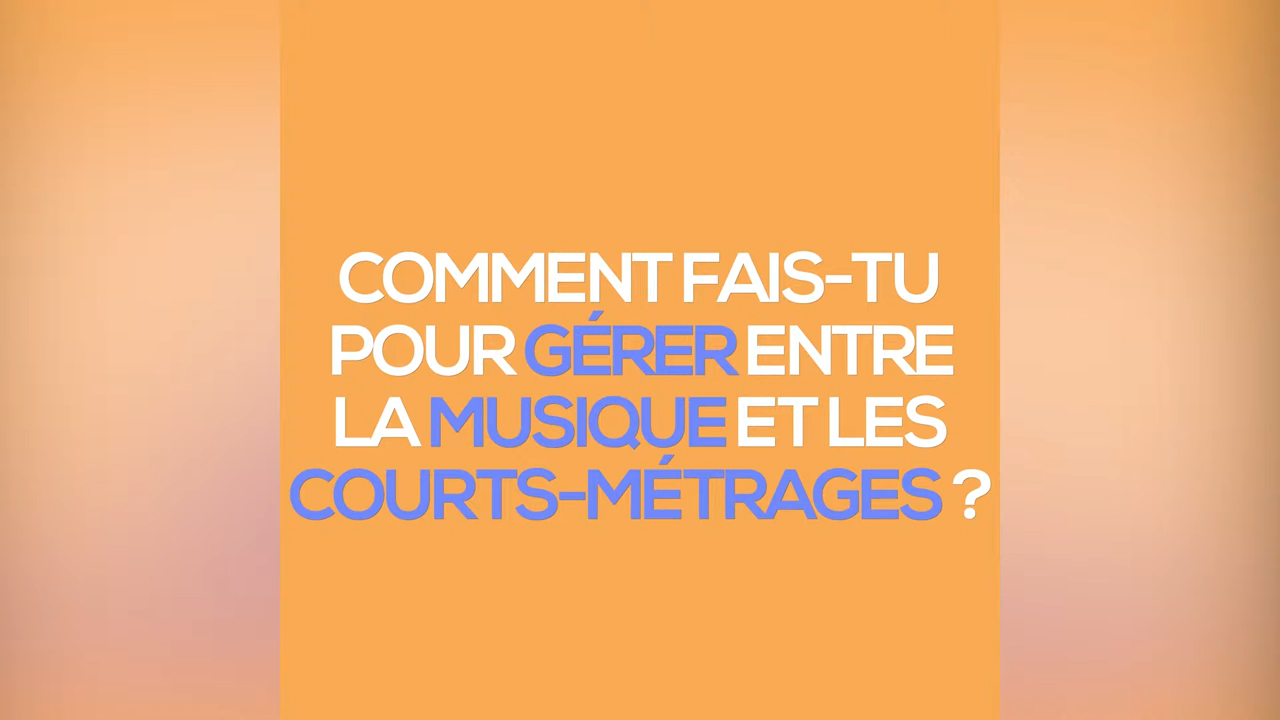 COMMENT FAIS-TU
POUR GÉRER ENTRE
LA MUSIQUE ET LES
COURTS-MÉTRAGES ?